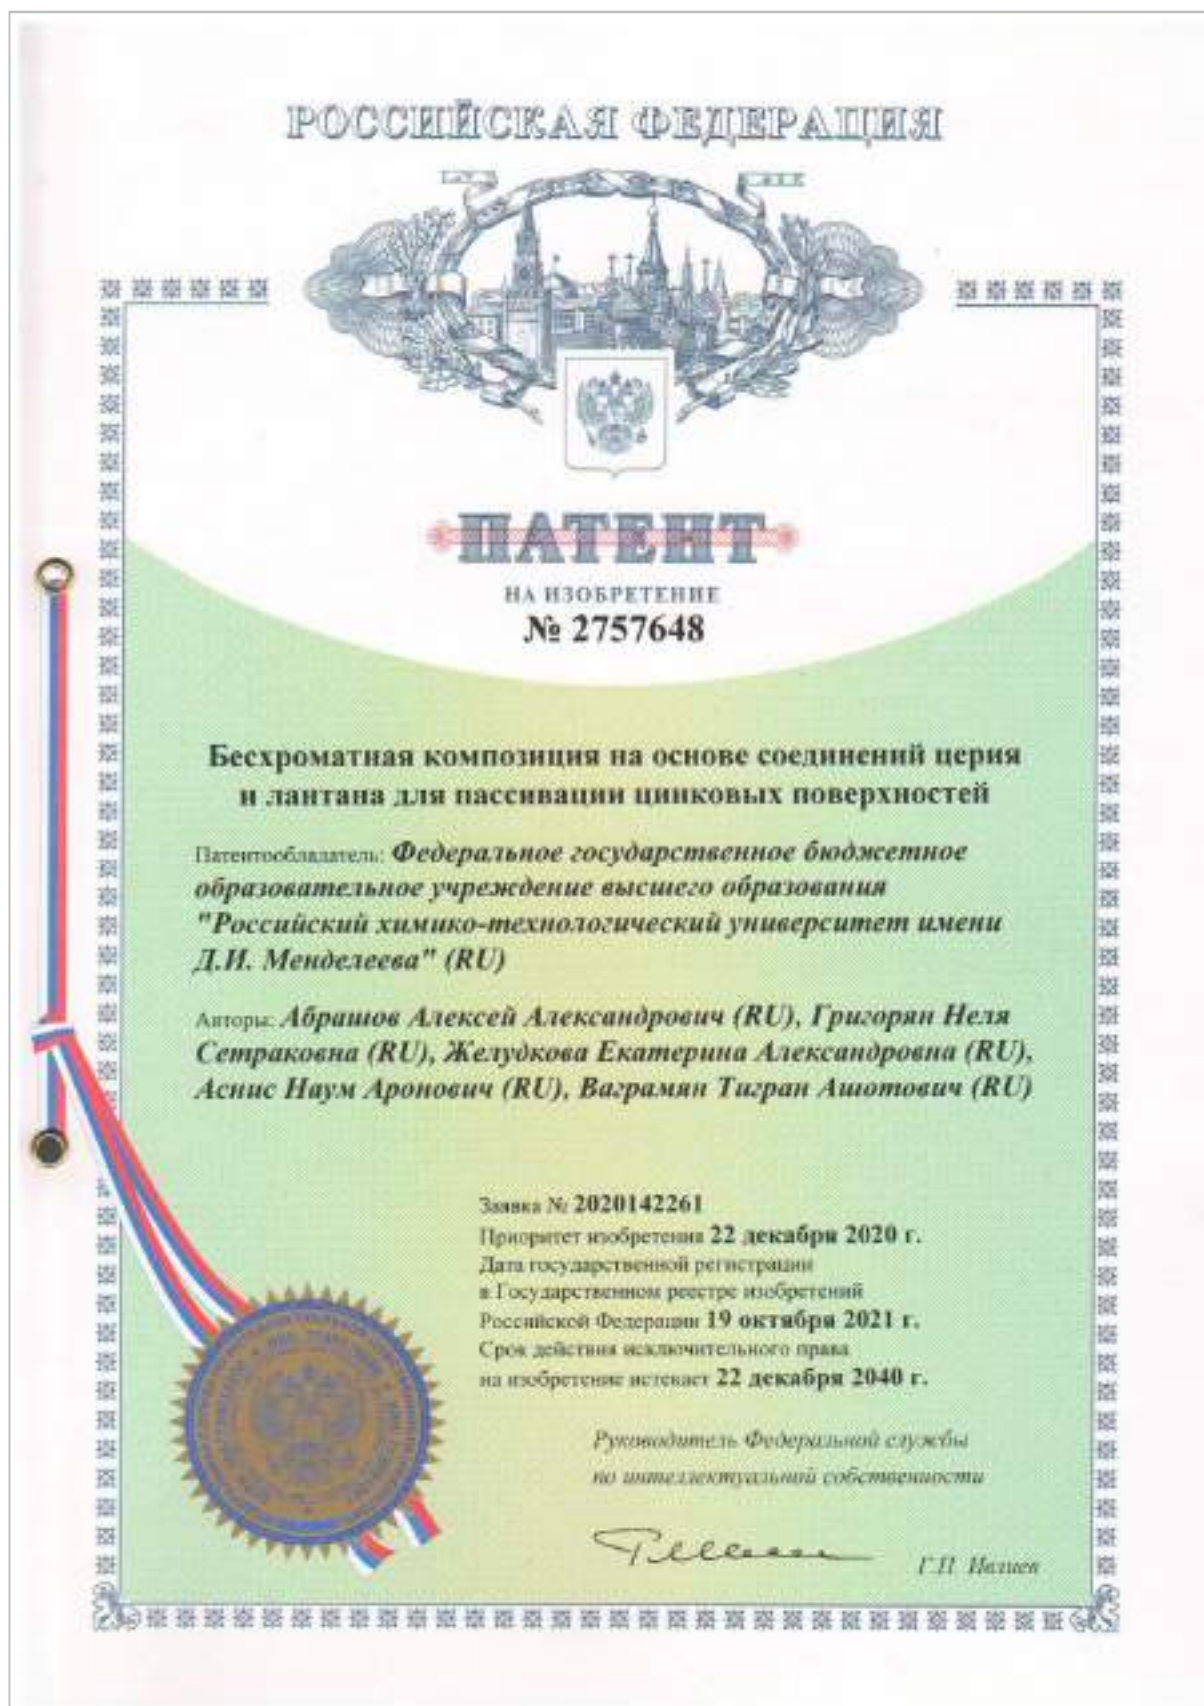 РОССИЙСКАЯ ФЕДЕРАЦИЯ
ПАТЕНТ
НА ИЗОБРЕТЕНИЕ
№ 2757648
Бесхроматная композиция на основе соединений церия
и лантана для пассивации цинковых поверхностей
Патентообладатель: Федеральное государственное бюджетное
образовательное учреждение высшего образования
"Российский химико-технологический университет имени
Д.И. Менделеева" (RU)
Авторы: Абрашов Алексей Александрович (RU), Григорян Неля
Сетраковна (RU), Желудкова Екатерина Александровна (RU),
Аснис Наум Аронович (RU), Ваграмян Тигран Ашотович (RU)
Заявка № 2020142261
Приоритет изобретения 22 декабря 2020 г.
Дата государственной регистрации
в Государственном реестре изобретений
Российской Федерации 19 октября 2021 г.
Срок действия исключительного права
на изобретение истекает 22 декабря 2040 г.
Руководитель Федеральной службы
по интеллектуальной собственности
Г.П. Ивлиев